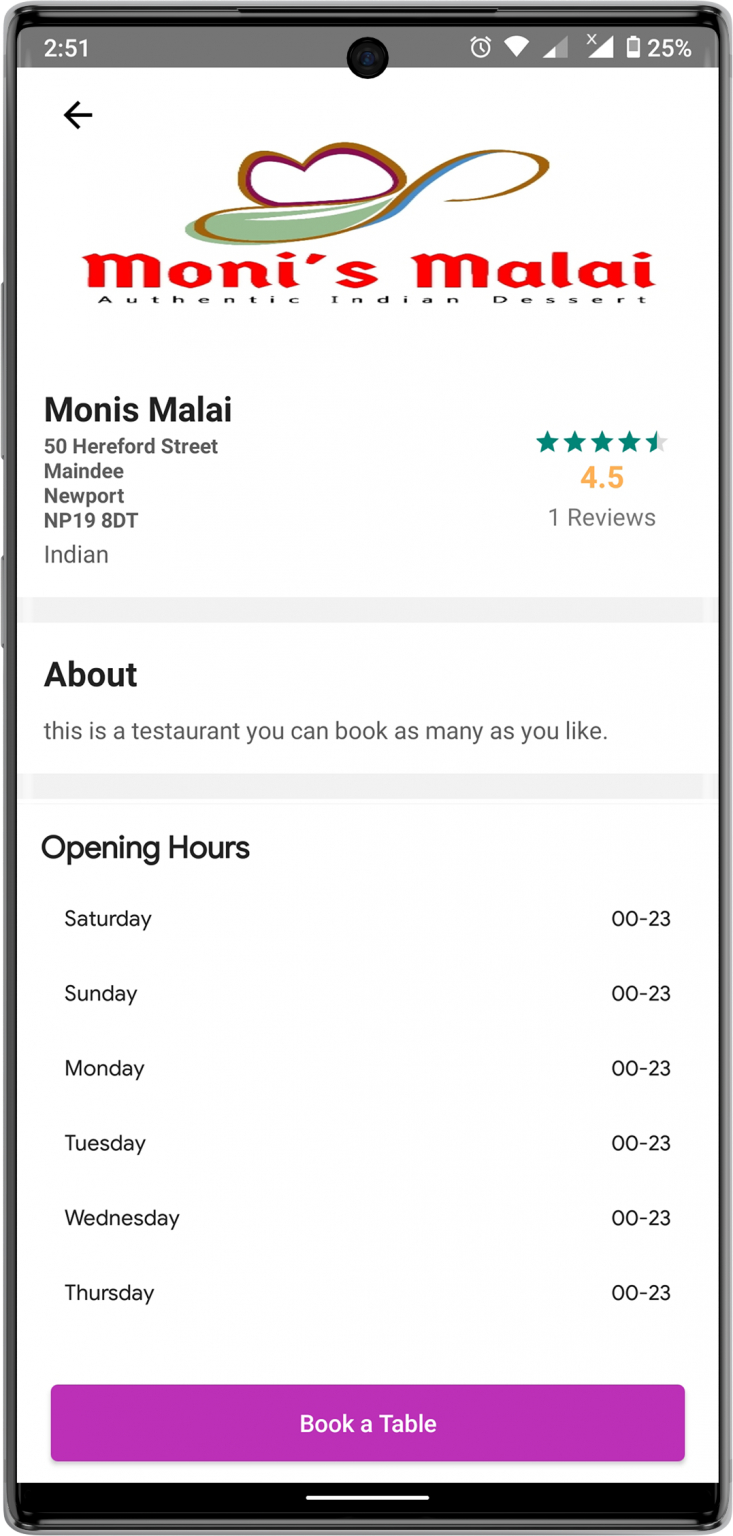 2:51
x
25%
Moni's Malai
Authentic Indian Dessert
Monis Malai
50 Hereford Street
Maindee
Newport
NP19 8DT
Indian
4.5
1 Reviews
About
this is a testaurant you can book as many as you like.
Opening Hours
Saturday 00-23
Sunday 00-23
Monday 00-23
Tuesday 00-23
Wednesday 00-23
Thursday 00-23
Book a Table